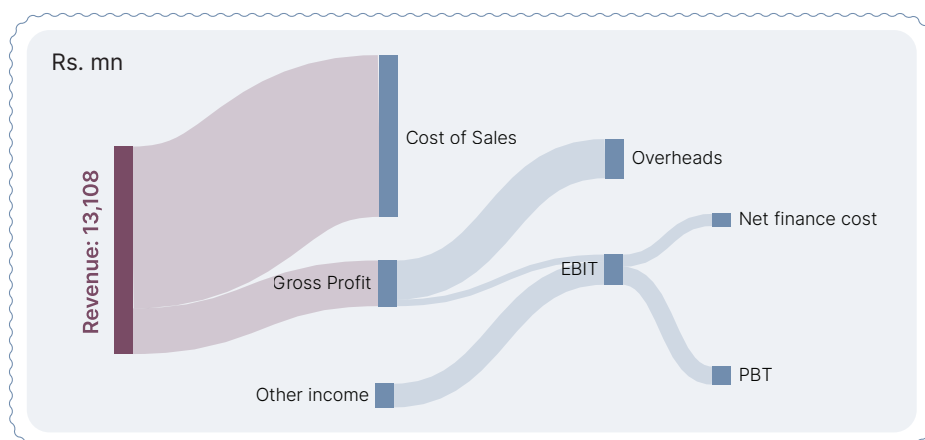 Rs. mn
Cost of Sales
Overheads
Revenue: 13,108
Net finance cost
EBIT
Gross Profit
PBT
Other income